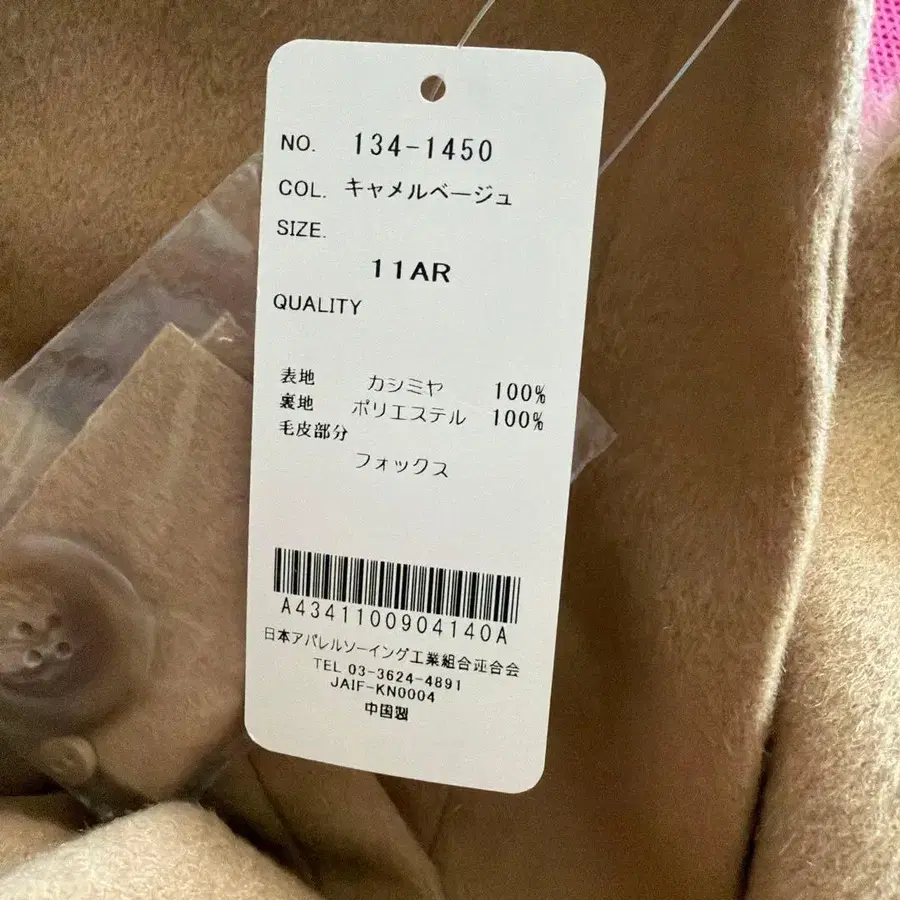 NO. 134-1450
COL. キャメルベージュ
SIZE.
11AR
QUALITY
表地 カシミヤ 100%
裏地 ポリエステル 100%
毛皮部分
フォックス
A4341100904140A
日本アパレルソーイング工業組合連合会
TEL.03-3624-4891
JAIF-KN0004
中国製